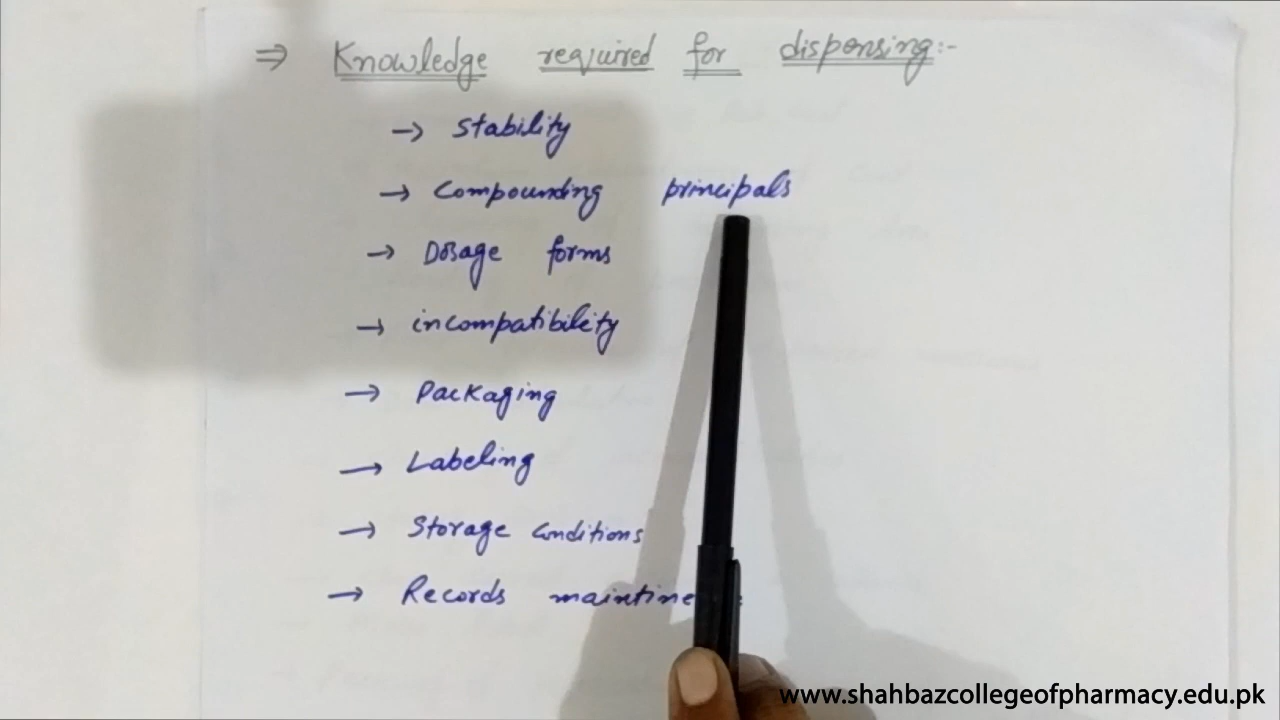 ⇒ Knowledge required for dispensing:-
→ Stability
→ Compounding principals
→ Dosage forms
→ incompatibility
→ Packaging
→ Labeling
→ Storage conditions
→ Records
www.shahbazcollegeofpharmacy.edu.pk